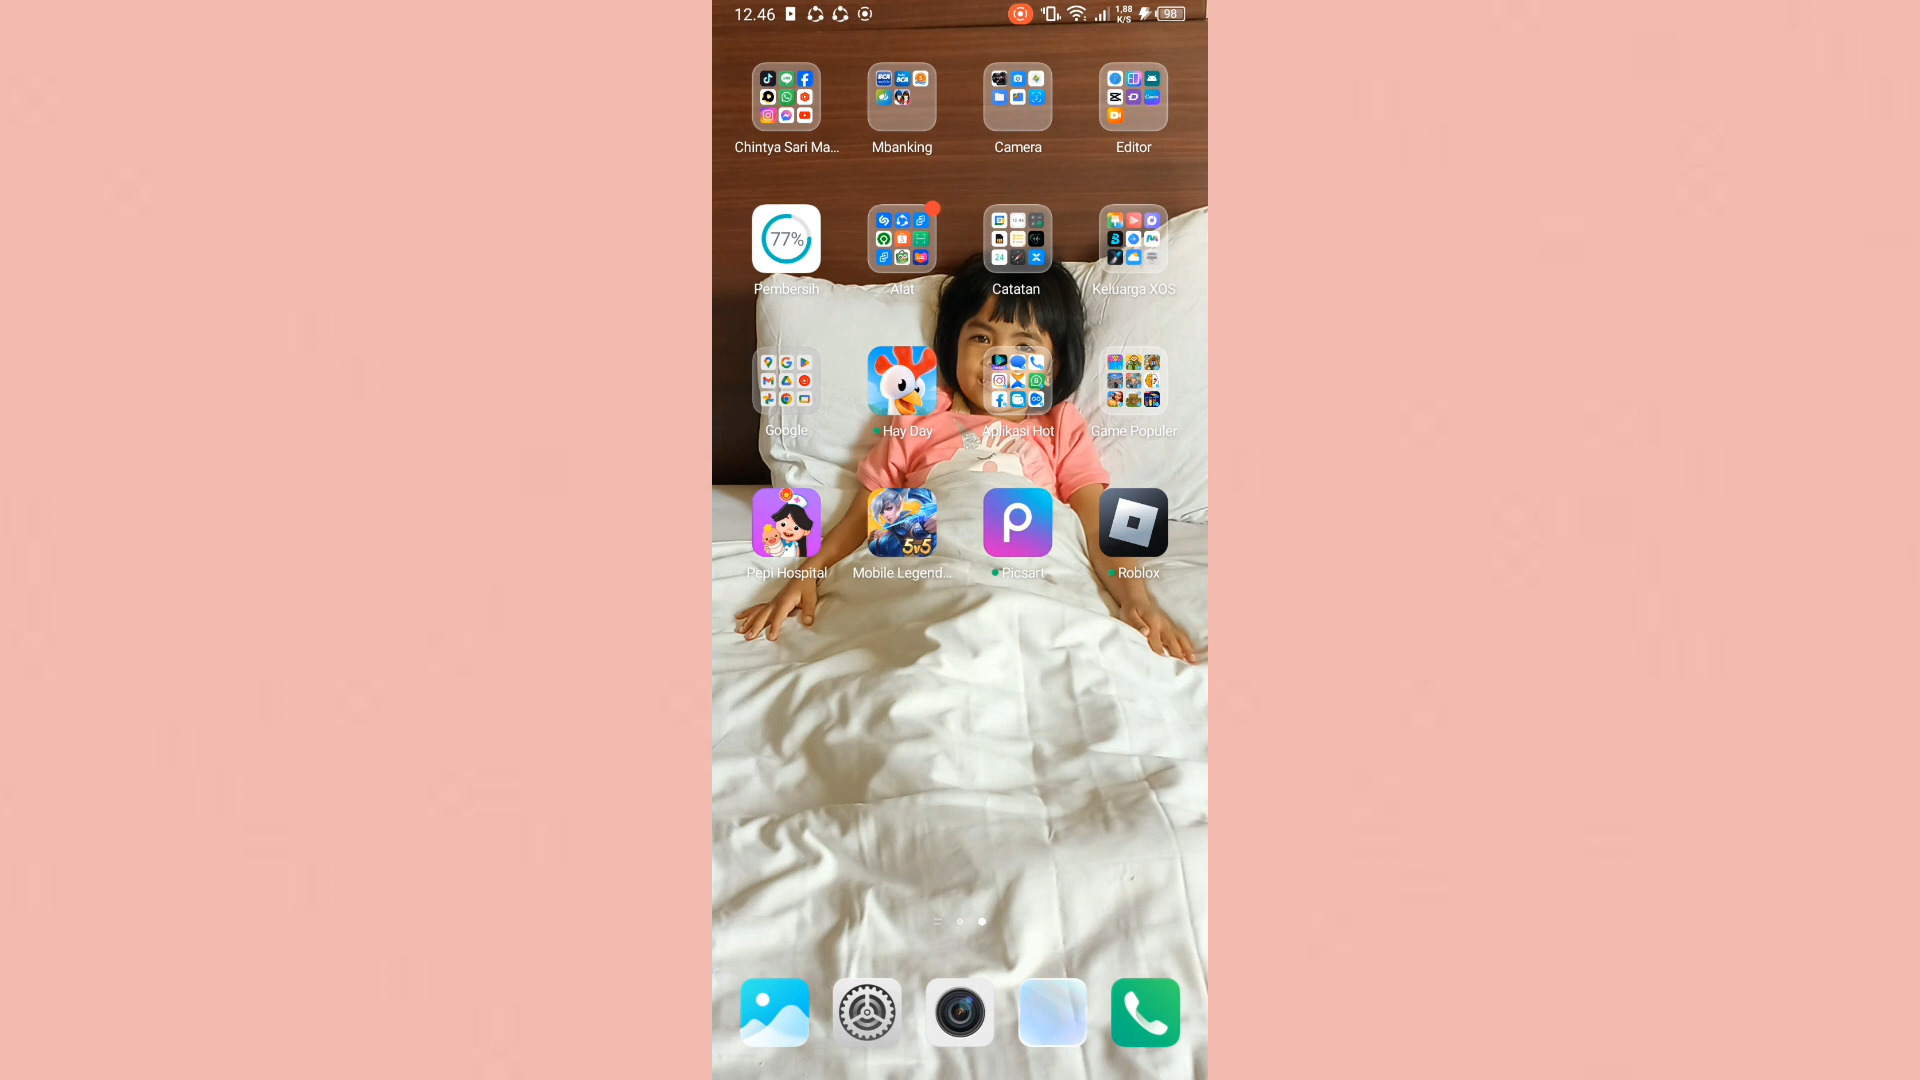 12.46
1,88
K/S
98
Chintya Sari Ma...
Mbanking
Camera
Editor
77%
Pembersih
Alat
Catatan
Keluarga XOS
24
Google
Hay Day
Aplikasi Hot
Game Populer
5v5
Pepi Hospital
Mobile Legend...
Picsart
Roblox